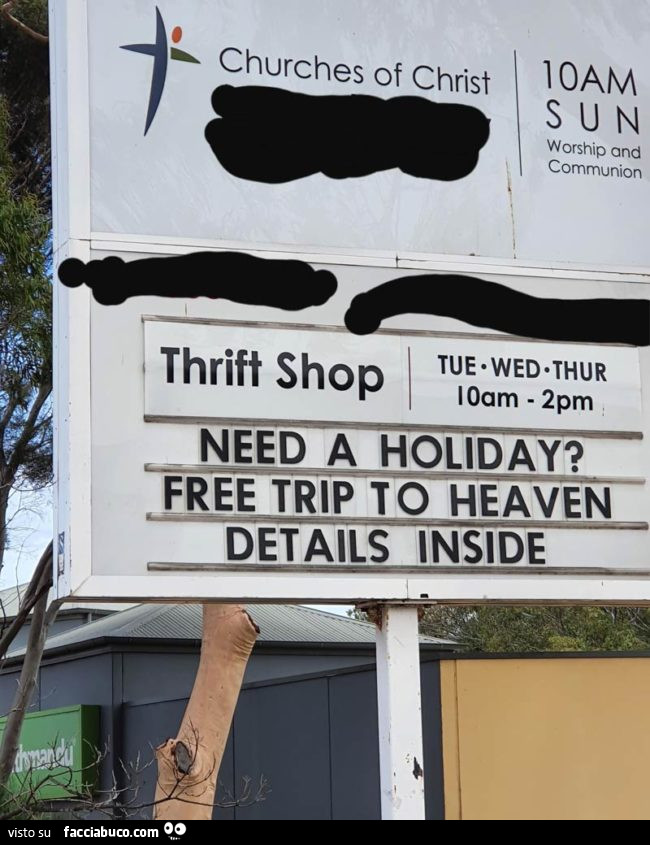 Churches of Christ
10AM
SUN
Worship and
Communion
Thrift Shop
TUE • WED • THUR
10am - 2pm
NEED A HOLIDAY?
FREE TRIP TO HEAVEN
DETAILS INSIDE
thmandu
visto su facciabuco.com